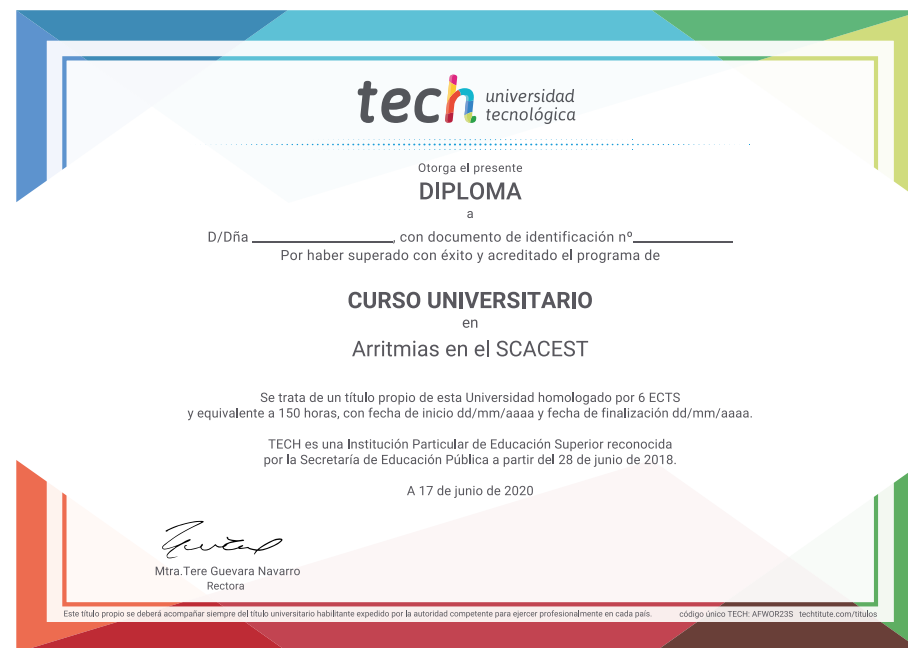 tech universidad
tecnológica
Otorga el presente
DIPLOMA
a
D/Dña ____________________, con documento de identificación nº______________
Por haber superado con éxito y acreditado el programa de
CURSO UNIVERSITARIO
en
Arritmias en el SCACEST
Se trata de un título propio de esta Universidad homologado por 6 ECTS
y equivalente a 150 horas, con fecha de inicio dd/mm/aaaa y fecha de finalización dd/mm/aaaa.
TECH es una Institución Particular de Educación Superior reconocida
por la Secretaría de Educación Pública a partir del 28 de junio de 2018.
A 17 de junio de 2020
Mtra.Tere Guevara Navarro
Rectora
Este título propio se deberá acompañar siempre del título universitario habilitante expedido por la autoridad competente para ejercer profesionalmente en cada país. código único TECH: AFWOR23S techtitute.com/titulos